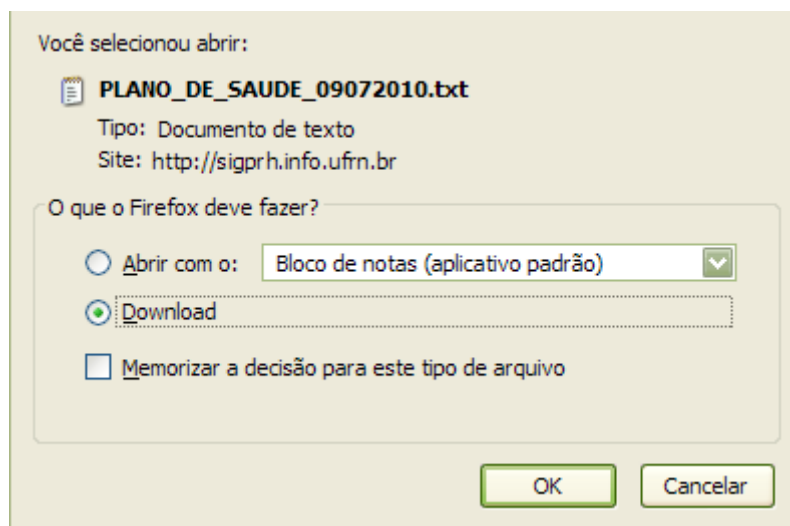 Você selecionou abrir:
PLANO_DE_SAUDE_09072010.txt
Tipo: Documento de texto
Site: http://sigprh.info.ufrn.br
O que o Firefox deve fazer?
Abrir com o: Bloco de notas (aplicativo padrão)
Download
Memorizar a decisão para este tipo de arquivo
OK Cancelar